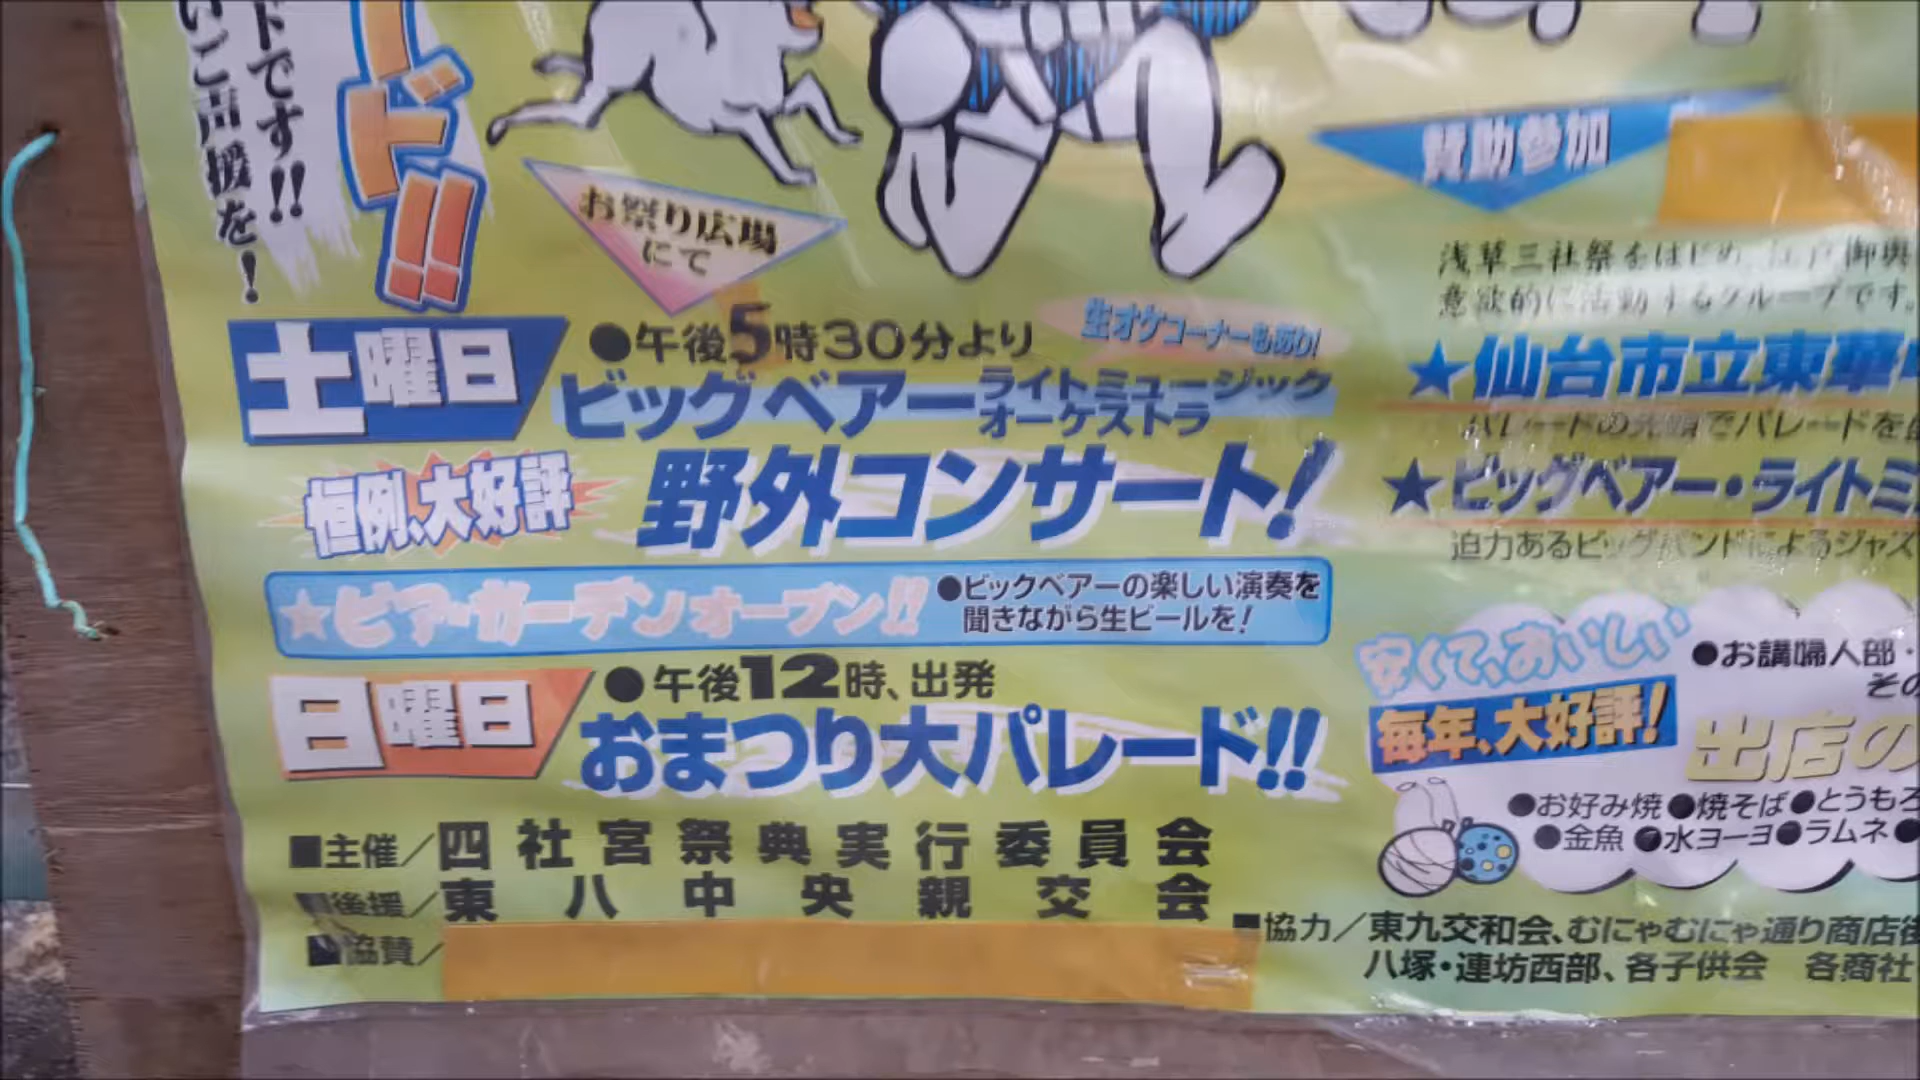 ドです!!
いこ声援を!
ード!!
お祭り広場
にて
土曜日
●午後5時30分より
生オケコーナーもあり!
ビッグベアーライトミュージック
オーケストラ
恒例、大好評
野外コンサート!
★ビアガーデンオープン!!
●ビックベアーの楽しい演奏を
聞きながら生ビールを!
日曜日
●午後12時、出発
おまつり大パレード!!
■主催/四社宮祭典実行委員会
■後援/東八中央親交会
■協賛/
賛助参加
浅草三社祭をはじめ、江戸御輿
意欲的に活動するグループです。
★仙台市立東華
パレードの先頭でパレードを
★ビッグベアー・ライトミ
迫力あるビッグバンドによるジャズ
安くて、おいしい
毎年、大好評!
●お講婦人部・
その
出店の
●お好み焼●焼そば●とうもろ
●金魚●水ヨーヨ●ラムネ●
■協力/東九交和会、むにゃむにゃ通り商店街
八塚・連坊西部、各子供会 各商社